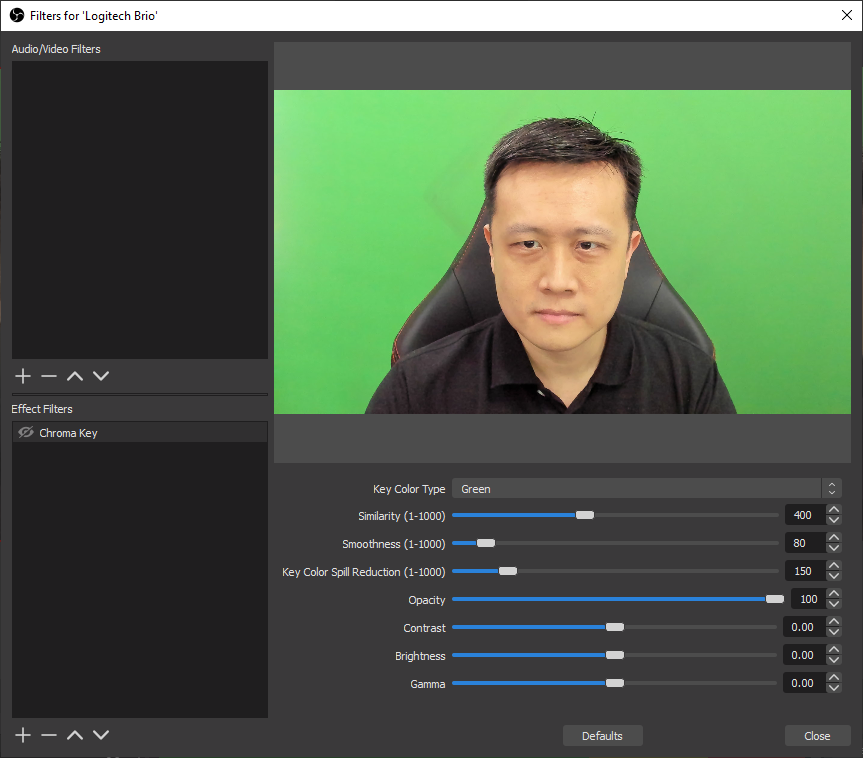 Filters for 'Logitech Brio'
Audio/Video Filters
Effect Filters
Chroma Key
Key Color Type Green
Similarity (1-1000) 400
Smoothness (1-1000) 80
Key Color Spill Reduction (1-1000) 150
Opacity 100
Contrast 0.00
Brightness 0.00
Gamma 0.00
Defaults Close